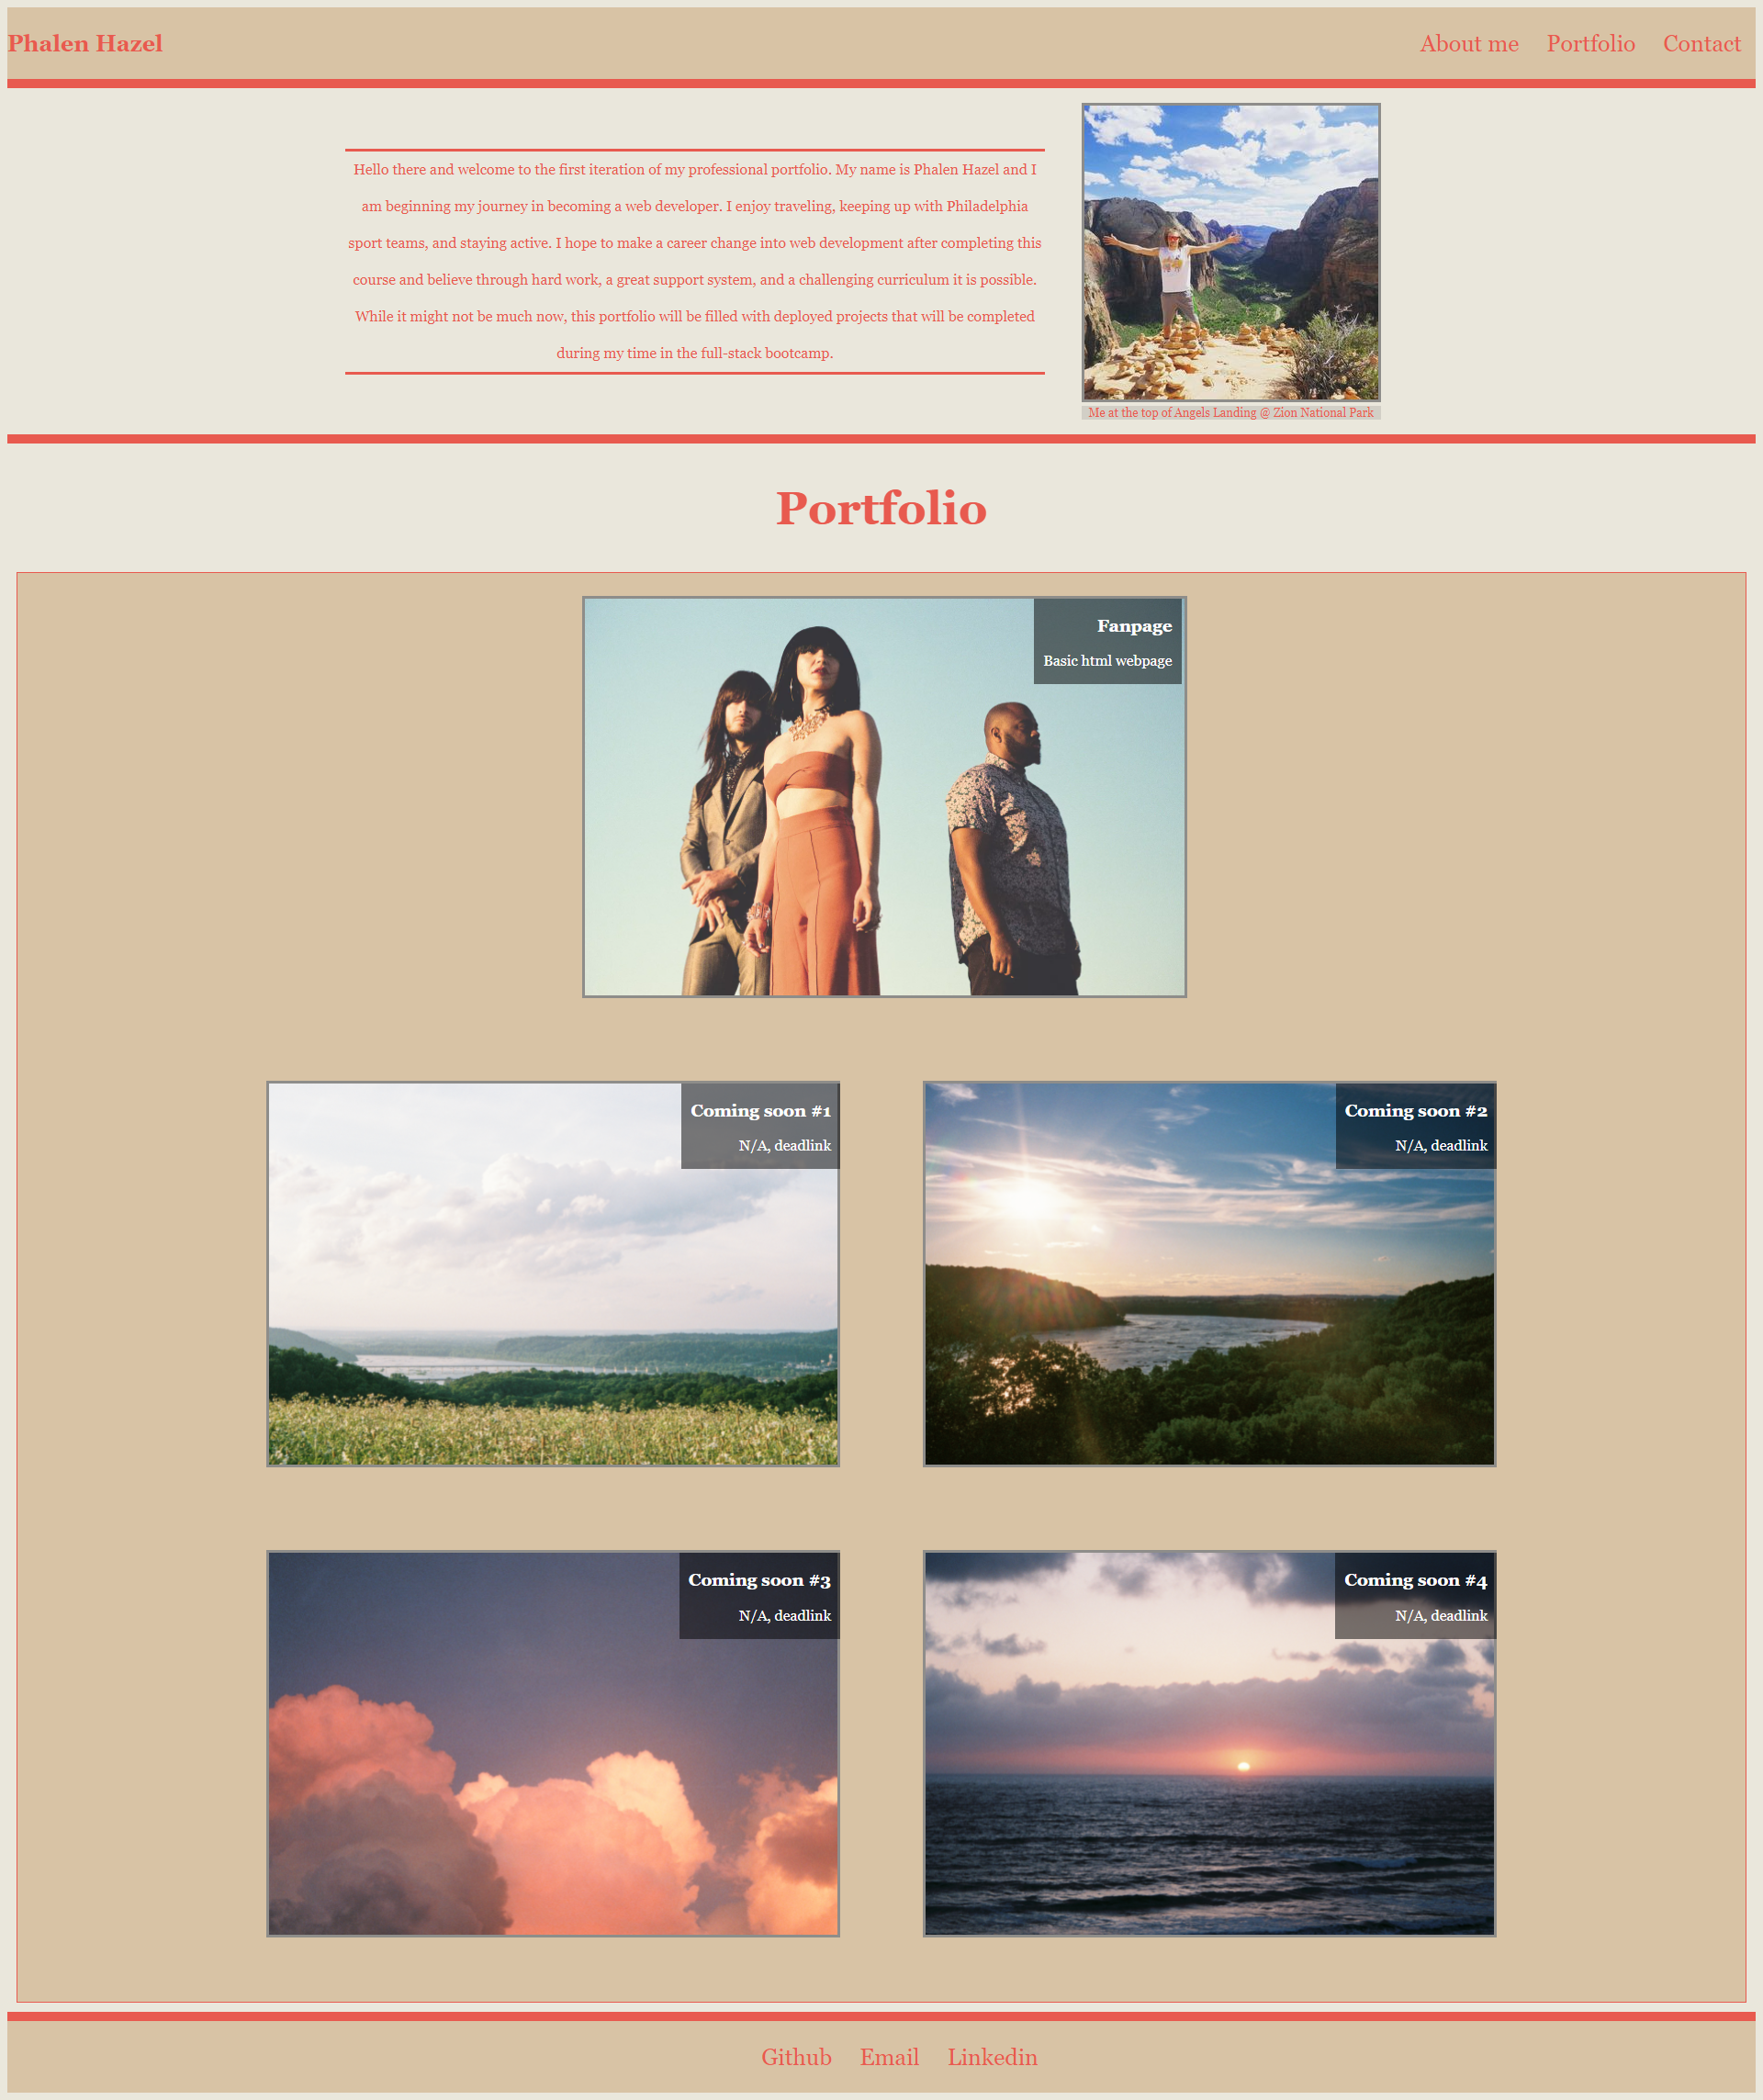 Phalen Hazel
About me Portfolio Contact
Hello there and welcome to the first iteration of my professional portfolio. My name is Phalen Hazel and I
am beginning my journey in becoming a web developer. I enjoy traveling, keeping up with Philadelphia
sport teams, and staying active. I hope to make a career change into web development after completing this
course and believe through hard work, a great support system, and a challenging curriculum it is possible.
While it might not be much now, this portfolio will be filled with deployed projects that will be completed
during my time in the full-stack bootcamp.
Me at the top of Angels Landing @ Zion National Park
Portfolio
Fanpage
Basic html webpage
Coming soon #1
N/A, deadlink
Coming soon #2
N/A, deadlink
Coming soon #3
N/A, deadlink
Coming soon #4
N/A, deadlink
Github Email Linkedin